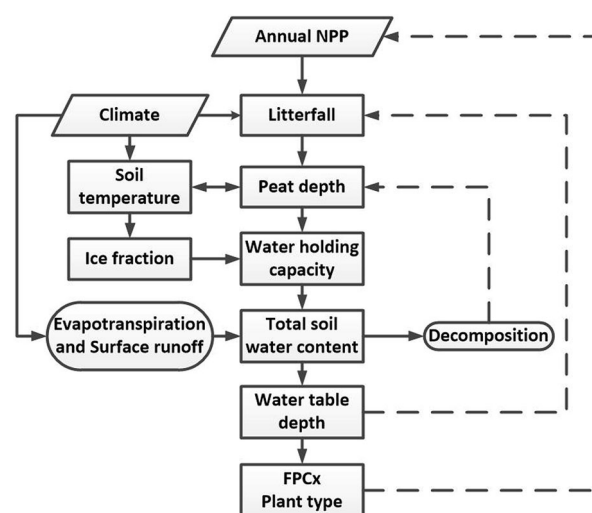 Annual NPP
Climate
Litterfall
Soil
temperature
Peat depth
Ice fraction
Water holding
capacity
Evapotranspiration
and Surface runoff
Total soil
water content
Decomposition
Water table
depth
FPCx
Plant type